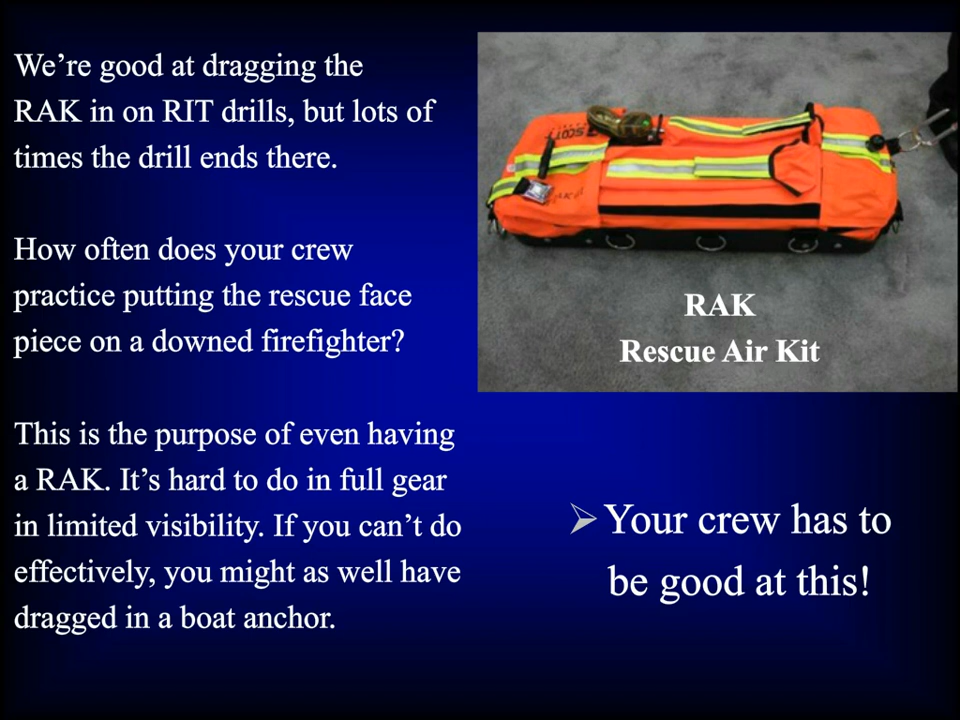 We’re good at dragging the
RAK in on RIT drills, but lots of
times the drill ends there.
How often does your crew
practice putting the rescue face
piece on a downed firefighter?
This is the purpose of even having
a RAK. It’s hard to do in full gear
in limited visibility. If you can’t do
effectively, you might as well have
dragged in a boat anchor.
SCOTT
RAK
Rescue Air Kit
➢ Your crew has to
be good at this!